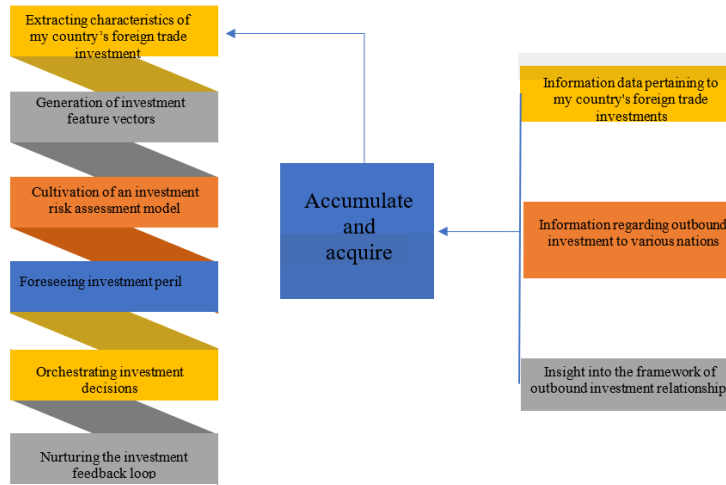 Extracting characteristics of
my country's foreign trade
investment
Generation of investment
feature vectors
Cultivation of an investment
risk assessment model
Foreseeing investment peril
Orchestrating investment
decisions
Nurturing the investment
feedback loop
Accumulate
and
acquire
Information data pertaining to
my country's foreign trade
investments
Information regarding outbound
investment to various nations
Insight into the framework of
outbound investment relationship